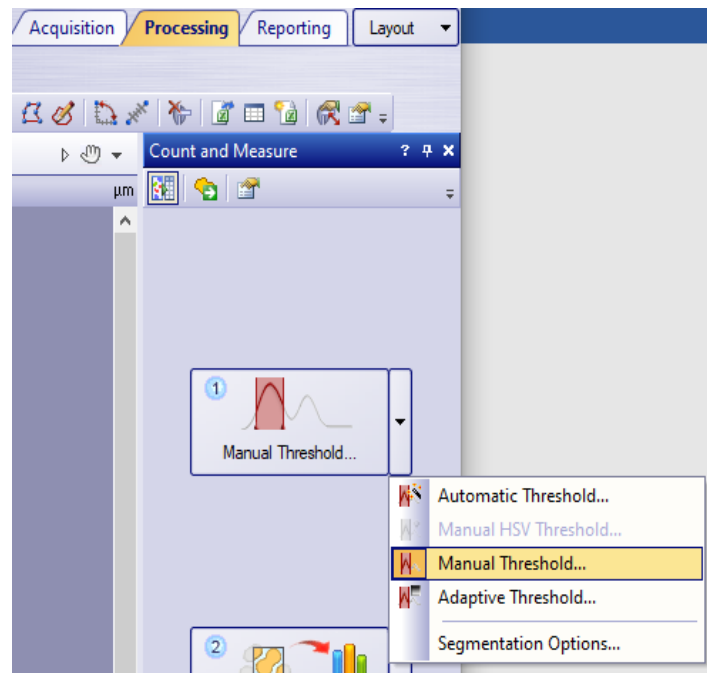 Acquisition Processing Reporting Layout
Count and Measure ?
µm
1
Manual Threshold...
Automatic Threshold...
Manual HSV Threshold...
Manual Threshold...
Adaptive Threshold...
Segmentation Options...
2